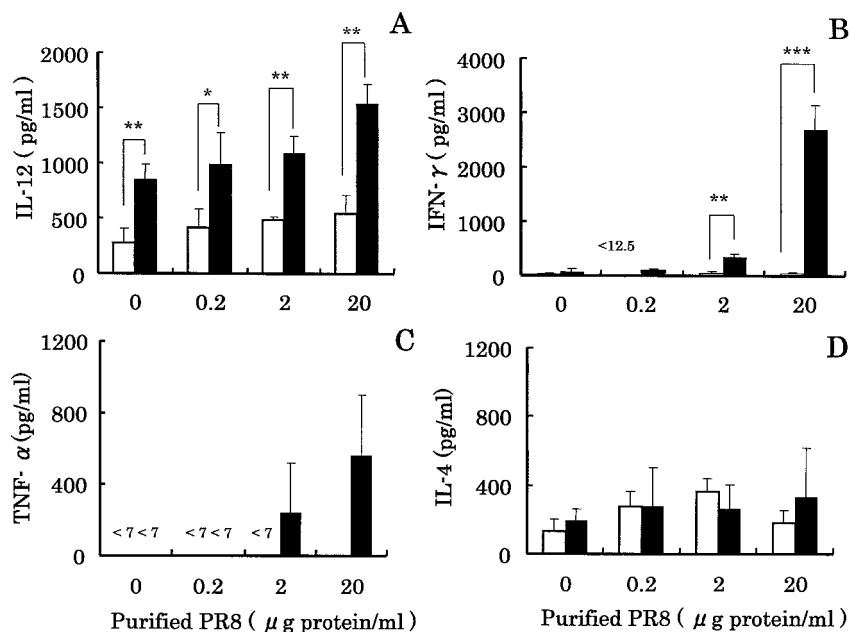 A
2000
1500
1000
500
0
IL-12 ( pg/ml)
**
*
**
**
0 0.2 2 20
B
4000
3000
2000
1000
0
IFN- γ ( pg/ml)
<12.5
**
***
0 0.2 2 20
C
1200
800
400
0
TNF- α (pg/ml)
< 7 < 7 < 7 < 7 < 7
0 0.2 2 20
Purified PR8 ( μ g protein/ml)
D
1200
800
400
0
IL-4 (pg/ml)
0 0.2 2 20
Purified PR8 ( μ g protein/ml)